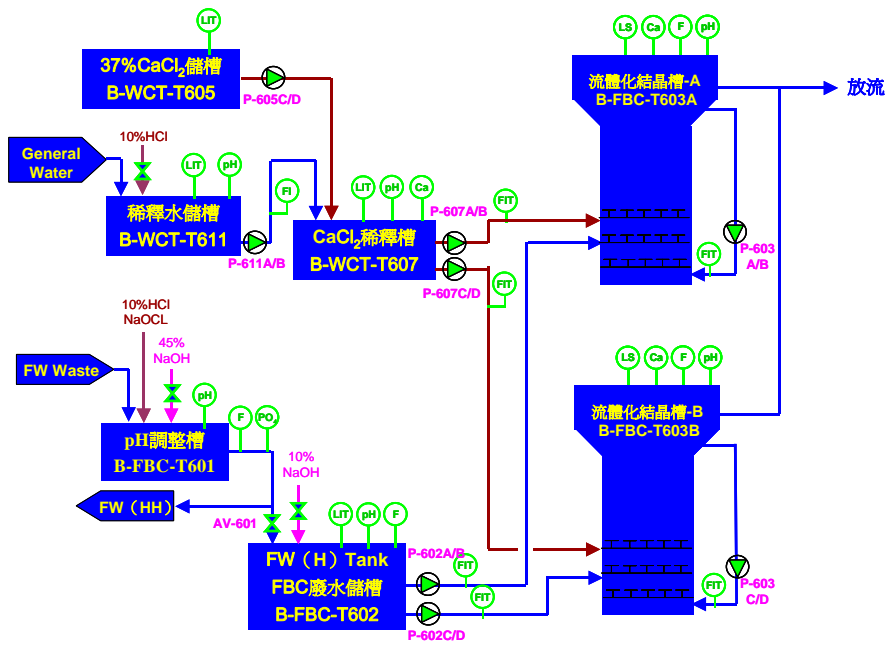 LIT
37%CaCl₂儲槽
B-WCT-T605
P-605C/D
LS
Ca
F
pH
流體化結晶槽-A
B-FBC-T603A
放流
General
Water
10%HCl
LIT
pH
稀釋水儲槽
B-WCT-T611
P-611A/B
FI
LIT
pH
Ca
CaCl₂稀釋槽
B-WCT-T607
P-607A/B
FIT
P-607C/D
FIT
P-603
A/B
FIT
10%HCl
NaOCL
45%
NaOH
FW Waste
pH
F
PO₄
pH調整槽
B-FBC-T601
FW（HH）
AV-601
10%
NaOH
LIT
pH
F
FW（H）Tank
FBC廢水儲槽
B-FBC-T602
P-602A/B
FIT
FIT
P-602C/D
LS
Ca
F
pH
流體化結晶槽-B
B-FBC-T603B
P-603
C/D
FIT